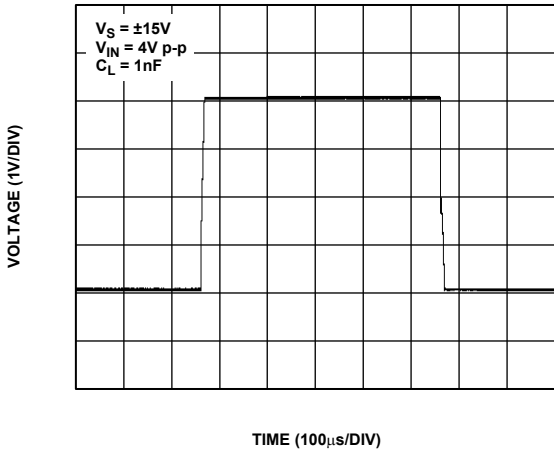 V_S = ±15V
V_IN = 4V p-p
C_L = 1nF
VOLTAGE (1V/DIV)
TIME (100µs/DIV)